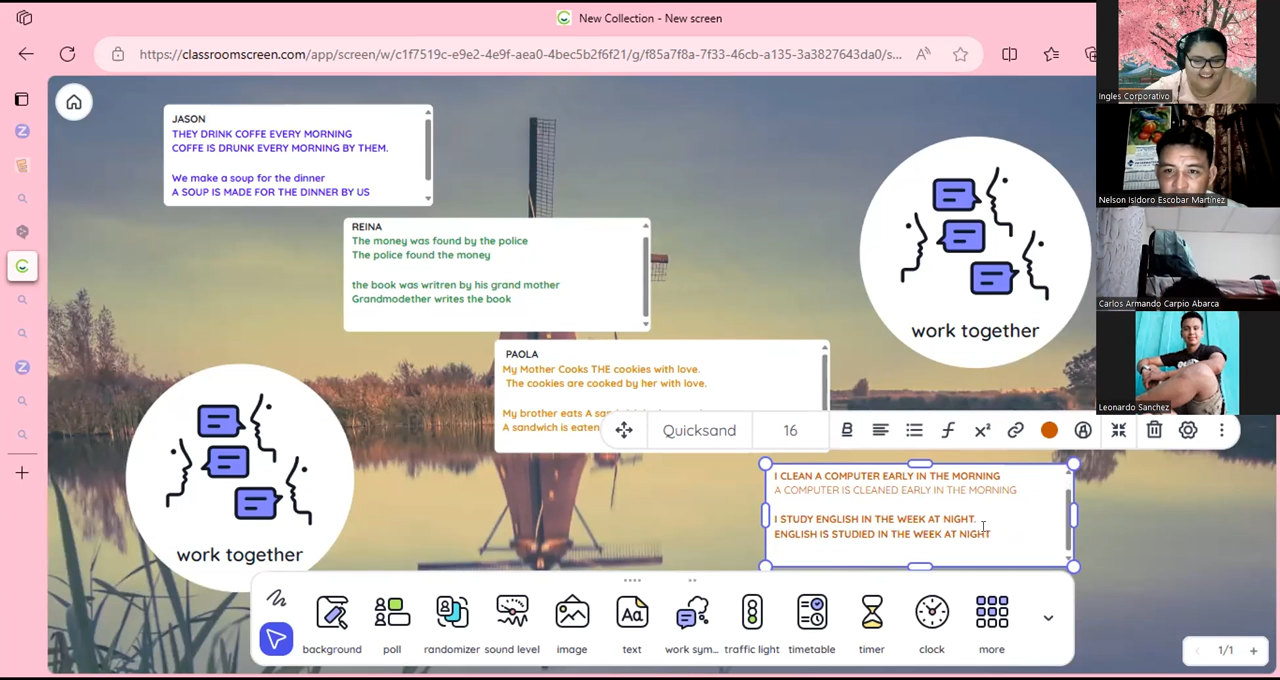 New Collection - New screen
https://classroomscreen.com/app/screen/w/c1f7519c-e9e2-4e9f-aea0-4bec5b2f6f21/g/f85a7f8a-7f33-46cb-a135-3a3827643da0/s...
Ingles Corporativo
Nelson Isidoro Escobar Martinez
Carlos Armando Carpio Abarca
Leonardo Sanchez
JASON
THEY DRINK COFFE EVERY MORNING
COFFE IS DRUNK EVERY MORNING BY THEM.
We make a soup for the dinner
A SOUP IS MADE FOR THE DINNER BY US
REINA
The money was found by the police
The police found the money
the book was writren by his grand mother
Grandmodether writes the book
work together
PAOLA
My Mother Cooks THE cookies with love.
The cookies are cooked by her with love.
My brother eats A
A sandwich is eaten
Quicksand
16
I CLEAN A COMPUTER EARLY IN THE MORNING
A COMPUTER IS CLEANED EARLY IN THE MORNING
I STUDY ENGLISH IN THE WEEK AT NIGHT.
ENGLISH IS STUDIED IN THE WEEK AT NIGHT
work together
background
poll
randomizer
sound level
image
text
work sym...
traffic light
timetable
timer
clock
more
1/1